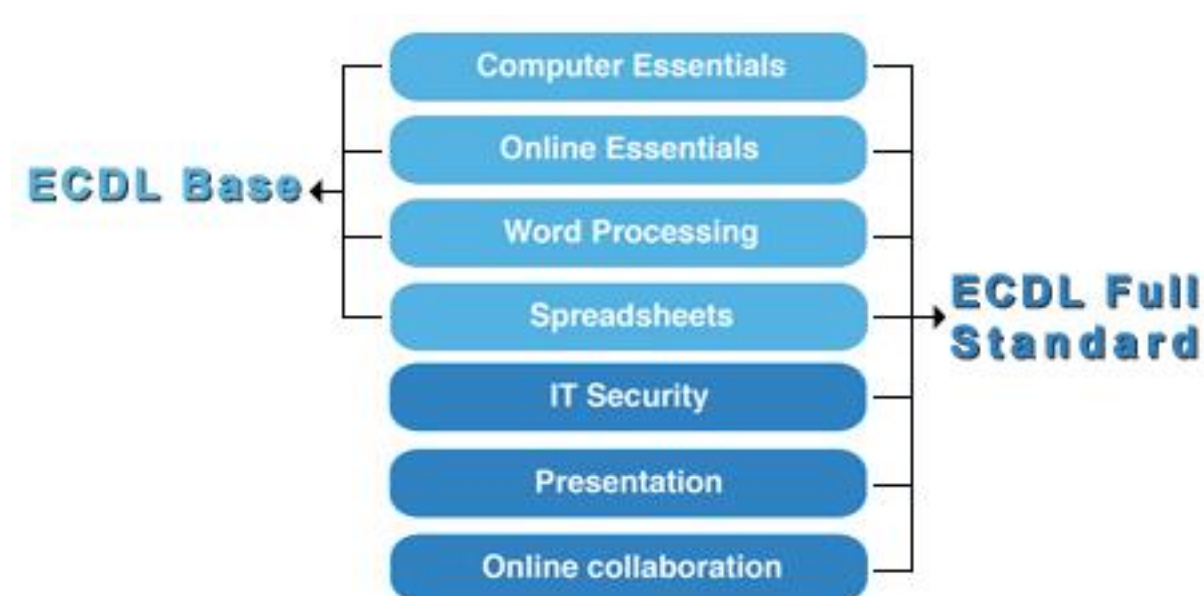 Computer Essentials
Online Essentials
ECDL Base
Word Processing
Spreadsheets
ECDL Full
Standard
IT Security
Presentation
Online collaboration